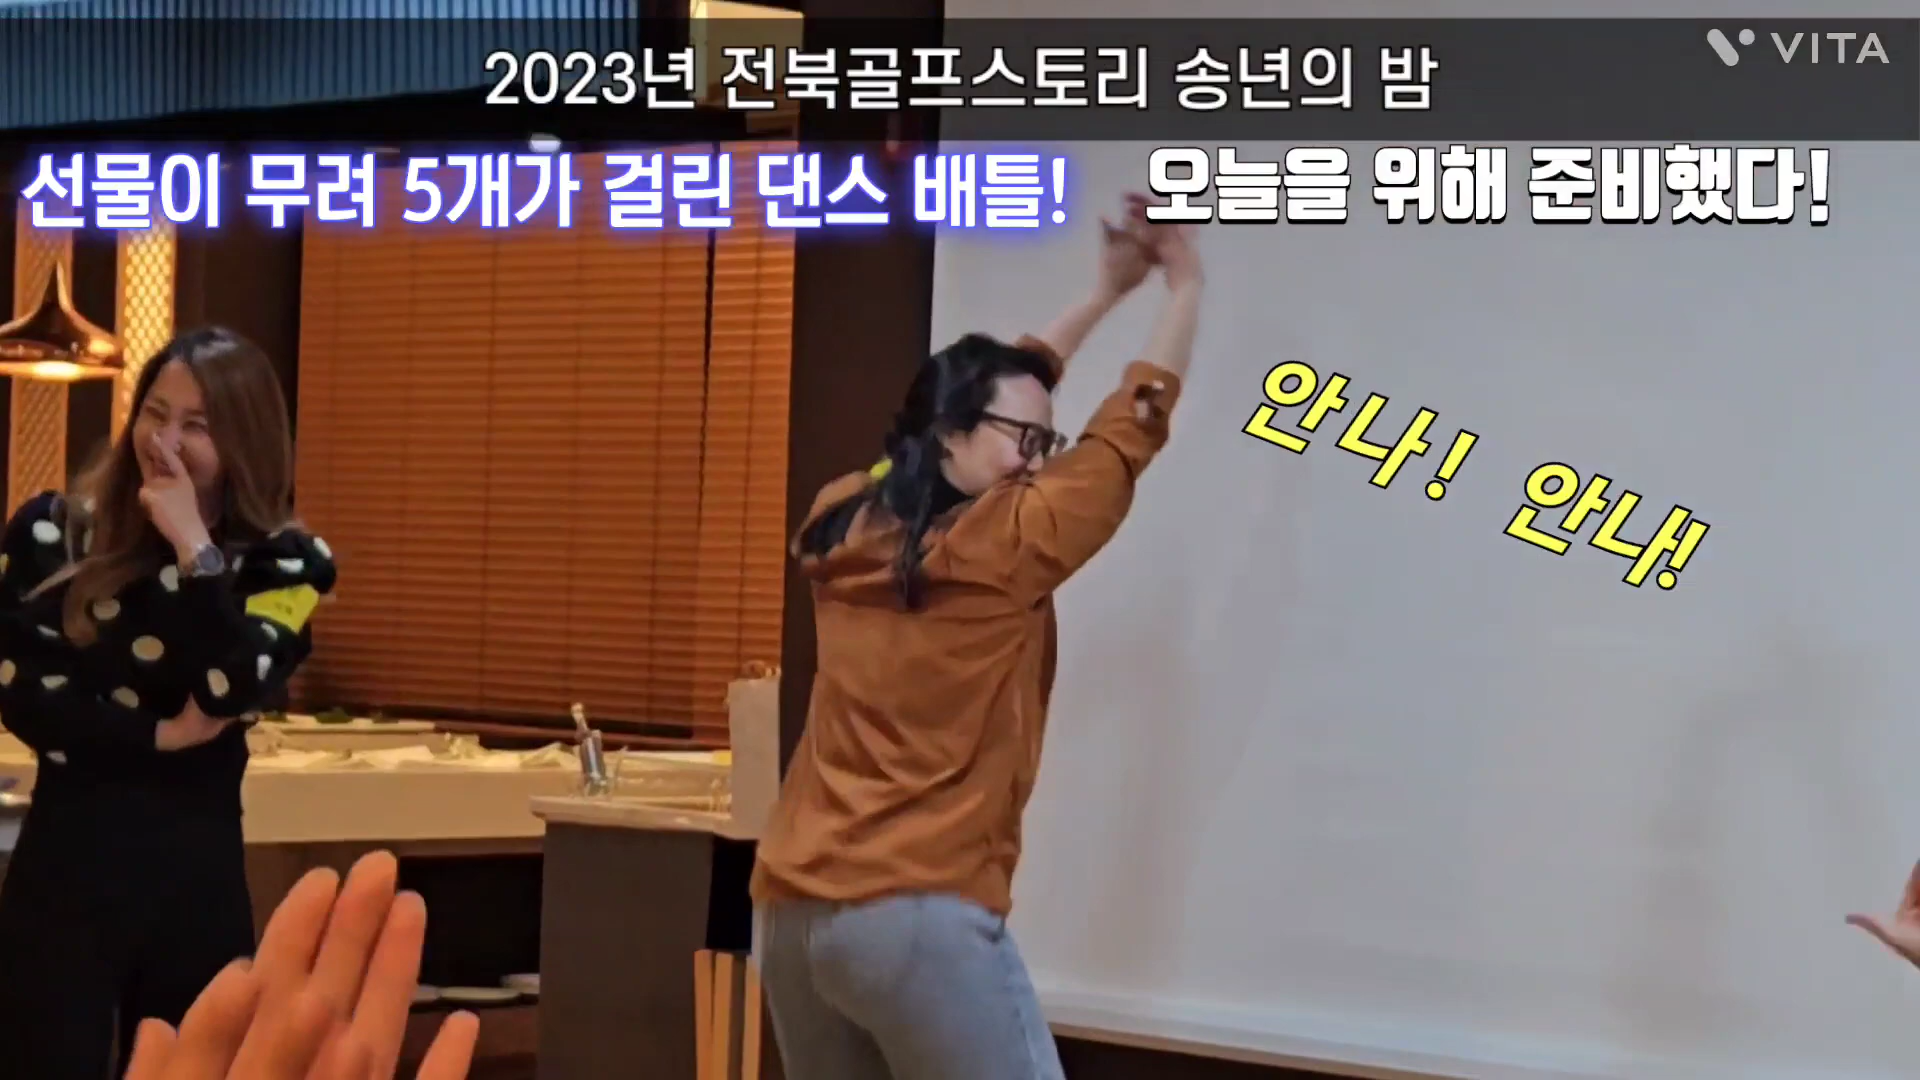 2023년 전북골프스토리 송년의 밤
VITA
선물이 무려 5개가 걸린 댄스 배틀!
오늘을 위해 준비했다!
안나! 안나!